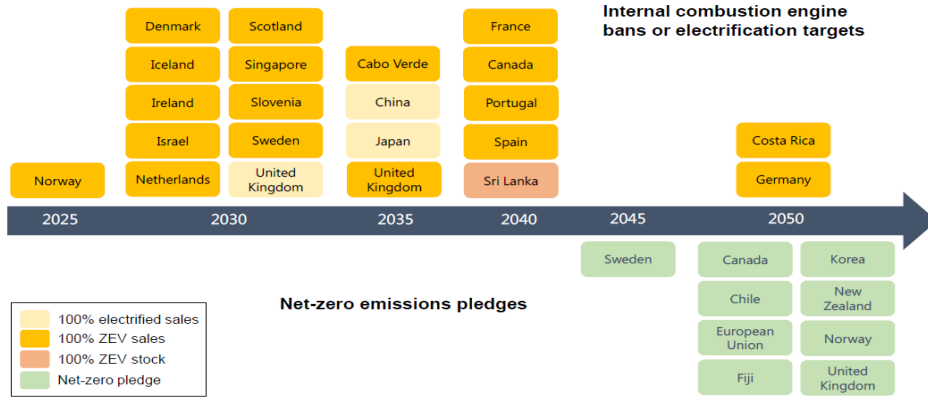 Internal combustion engine
bans or electrification targets
Denmark
Scotland
France
Iceland
Singapore
Cabo Verde
Canada
Ireland
Slovenia
China
Portugal
Israel
Sweden
Japan
Spain
Costa Rica
Norway
Netherlands
United
Kingdom
United
Kingdom
Sri Lanka
Germany
2025
2030
2035
2040
2045
2050
Sweden
Canada
Korea
Net-zero emissions pledges
Chile
New
Zealand
European
Union
Norway
Fiji
United
Kingdom
100% electrified sales
100% ZEV sales
100% ZEV stock
Net-zero pledge